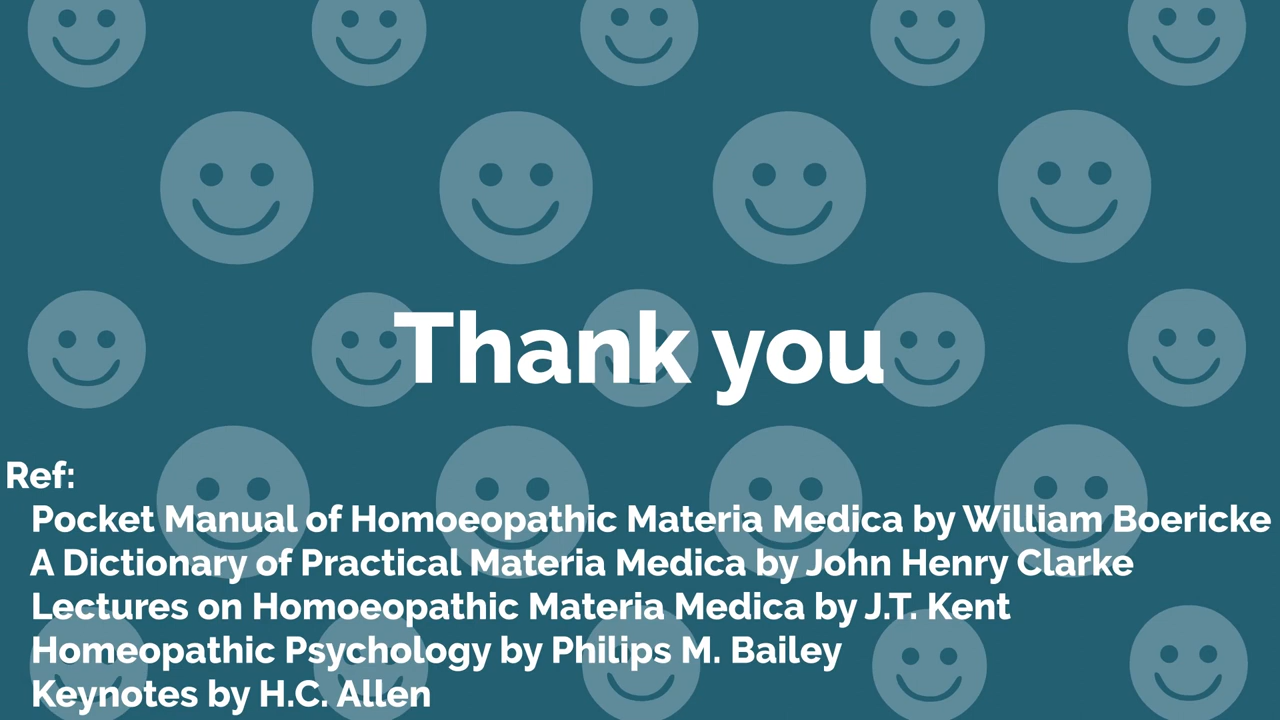 Thank you
Ref:
Pocket Manual of Homoeopathic Materia Medica by William Boericke
A Dictionary of Practical Materia Medica by John Henry Clarke
Lectures on Homoeopathic Materia Medica by J.T. Kent
Homeopathic Psychology by Philips M. Bailey
Keynotes by H.C. Allen